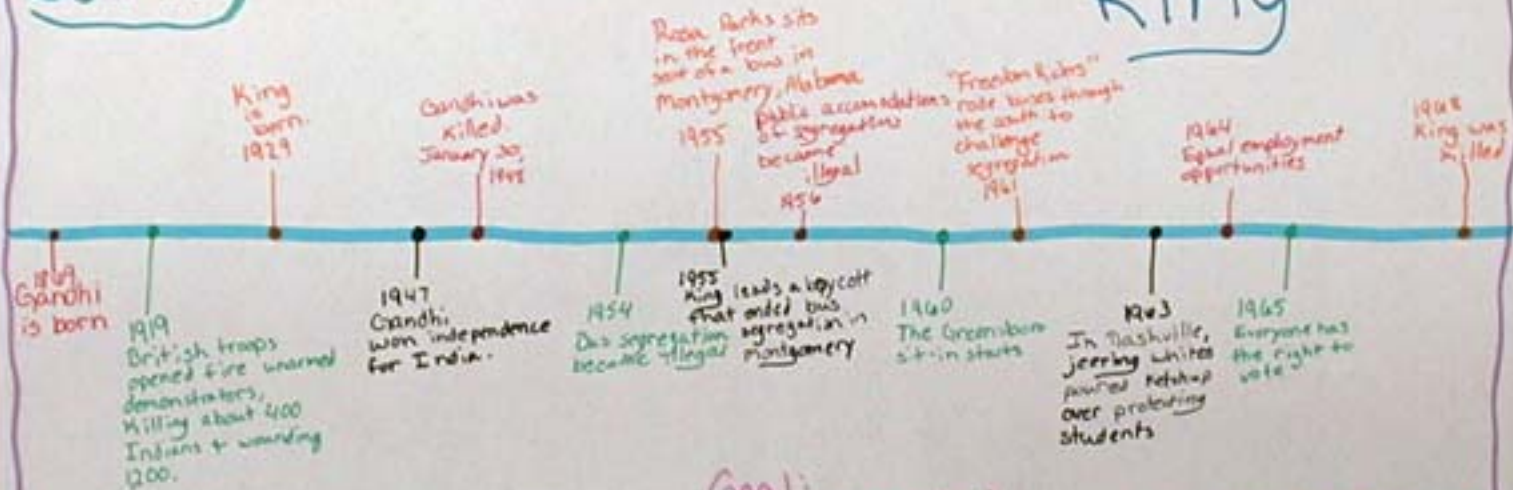 King
King
is
born.
1929
Gandhi was
killed.
January 30,
1948
Rosa Parks sits
in the front
seat of a bus in
Montgomery, Alabama
1955
public accomodations
of segregations
became
illegal
1956
"Freedom Riders"
rode buses through
the south to
challenge
segregation
1961
1964
Equal employment
opportunities
1968
King was
killed
1869
Gandhi
is born
1919
British troops
opened fire unarmed
demonstrators,
killing about 400
Indians & wounding
1200.
1947
Gandhi
won independence
for India.
1954
segregation
became illegal
1955
King leads a boycott
that ended bus
segregation in
montgomery
1960
The Greensboro
sit-in starts
1963
In Nashville,
jeering whites
poured ketchup
over protesting
students
1965
Everyone has
the right to
vote